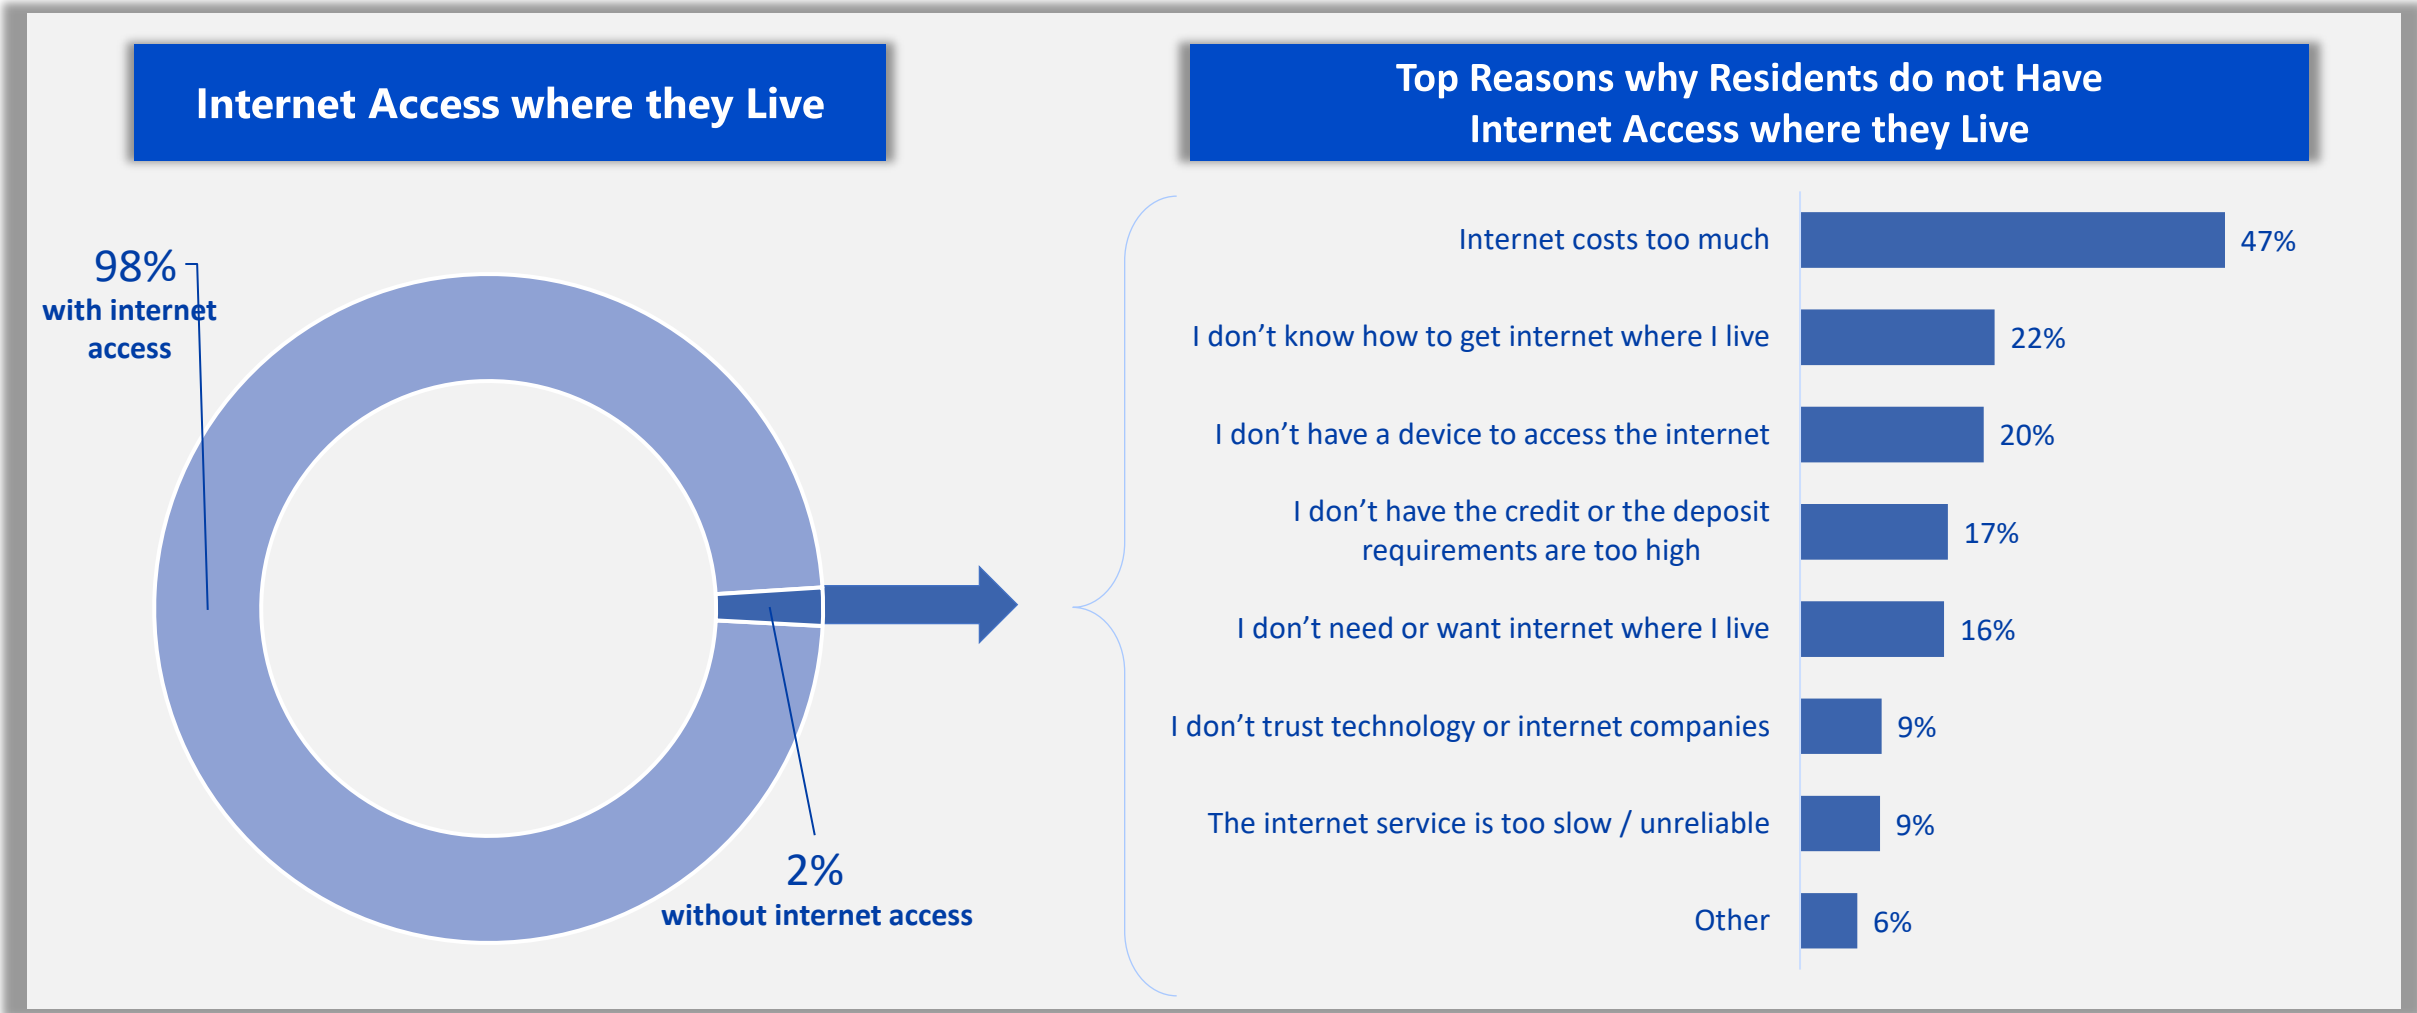 Internet Access where they Live
98%
with internet
access
2%
without internet access
Top Reasons why Residents do not Have
Internet Access where they Live
Internet costs too much 47%
I don’t know how to get internet where I live 22%
I don’t have a device to access the internet 20%
I don’t have the credit or the deposit
requirements are too high 17%
I don’t need or want internet where I live 16%
I don’t trust technology or internet companies 9%
The internet service is too slow / unreliable 9%
Other 6%